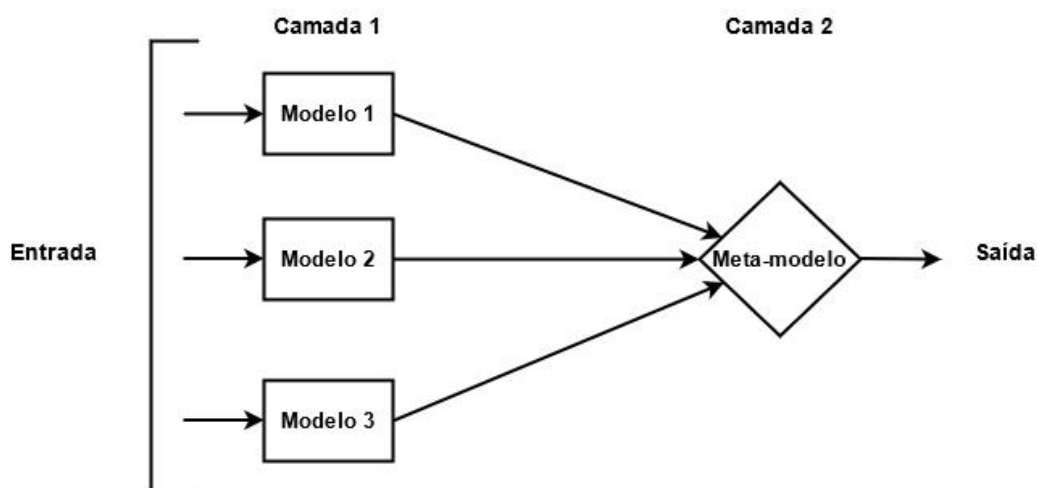 Camada 1
Camada 2
Modelo 1
Entrada
Modelo 2
Meta-modelo
Saída
Modelo 3